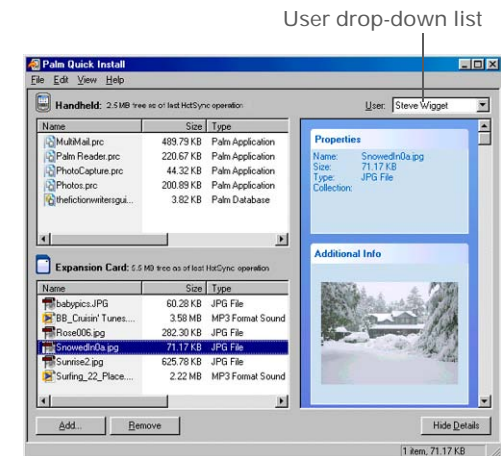 User drop-down list
Palm Quick Install
File Edit View Help
Handheld: 2.5 MB free as of last HotSync operation
User: Steve Wigget
Name Size Type
MultiMail.prc 489.79 KB Palm Application
Palm Reader.prc 220.67 KB Palm Application
PhotoCapture.prc 44.32 KB Palm Application
Photos.prc 200.89 KB Palm Application
thefictionwritersgui... 3.82 KB Palm Database
Properties
Name: SnowedIn0a.jpg
Size: 71.17 KB
Type: JPG File
Collection:
Expansion Card: 5.5 MB free as of last HotSync operation
Name Size Type
babypics.JPG 60.28 KB JPG File
BB_Cruisin' Tunes.... 3.58 MB MP3 Format Sound
Rose006.jpg 282.30 KB JPG File
SnowedIn0a.jpg 71.17 KB JPG File
Sunrise2.jpg 625.78 KB JPG File
Surfing_22_Place.... 2.22 MB MP3 Format Sound
Additional Info
Add... Remove
Hide Details
1 item, 71.17 KB